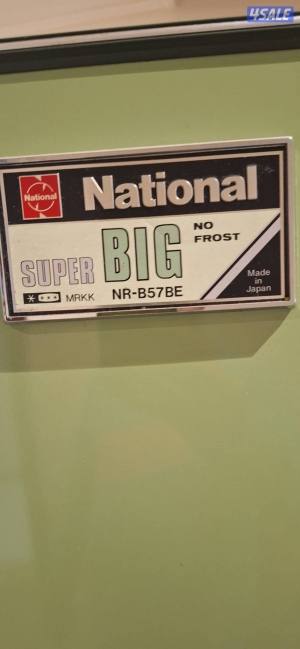 4SALE
National
National
SUPER BIG NO FROST
MRKK NR-B57BE
Made in Japan